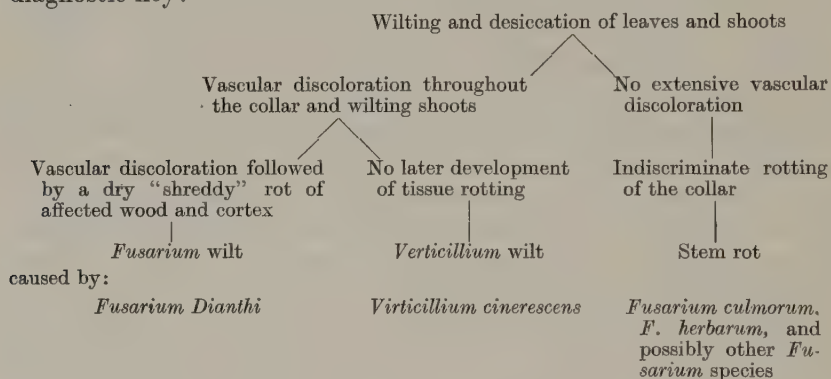 diagnostic key:
Wilting and desiccation of leaves and shoots
Vascular discoloration throughout
the collar and wilting shoots
No extensive vascular
discoloration
Vascular discoloration followed
by a dry "shreddy" rot of
affected wood and cortex
No later development
of tissue rotting
Indiscriminate rotting
of the collar
Fusarium wilt
Verticillium wilt
Stem rot
caused by:
Fusarium Dianthi
Virticillium cinerescens
Fusarium culmorum,
F. herbarum, and
possibly other Fu-
sarium species